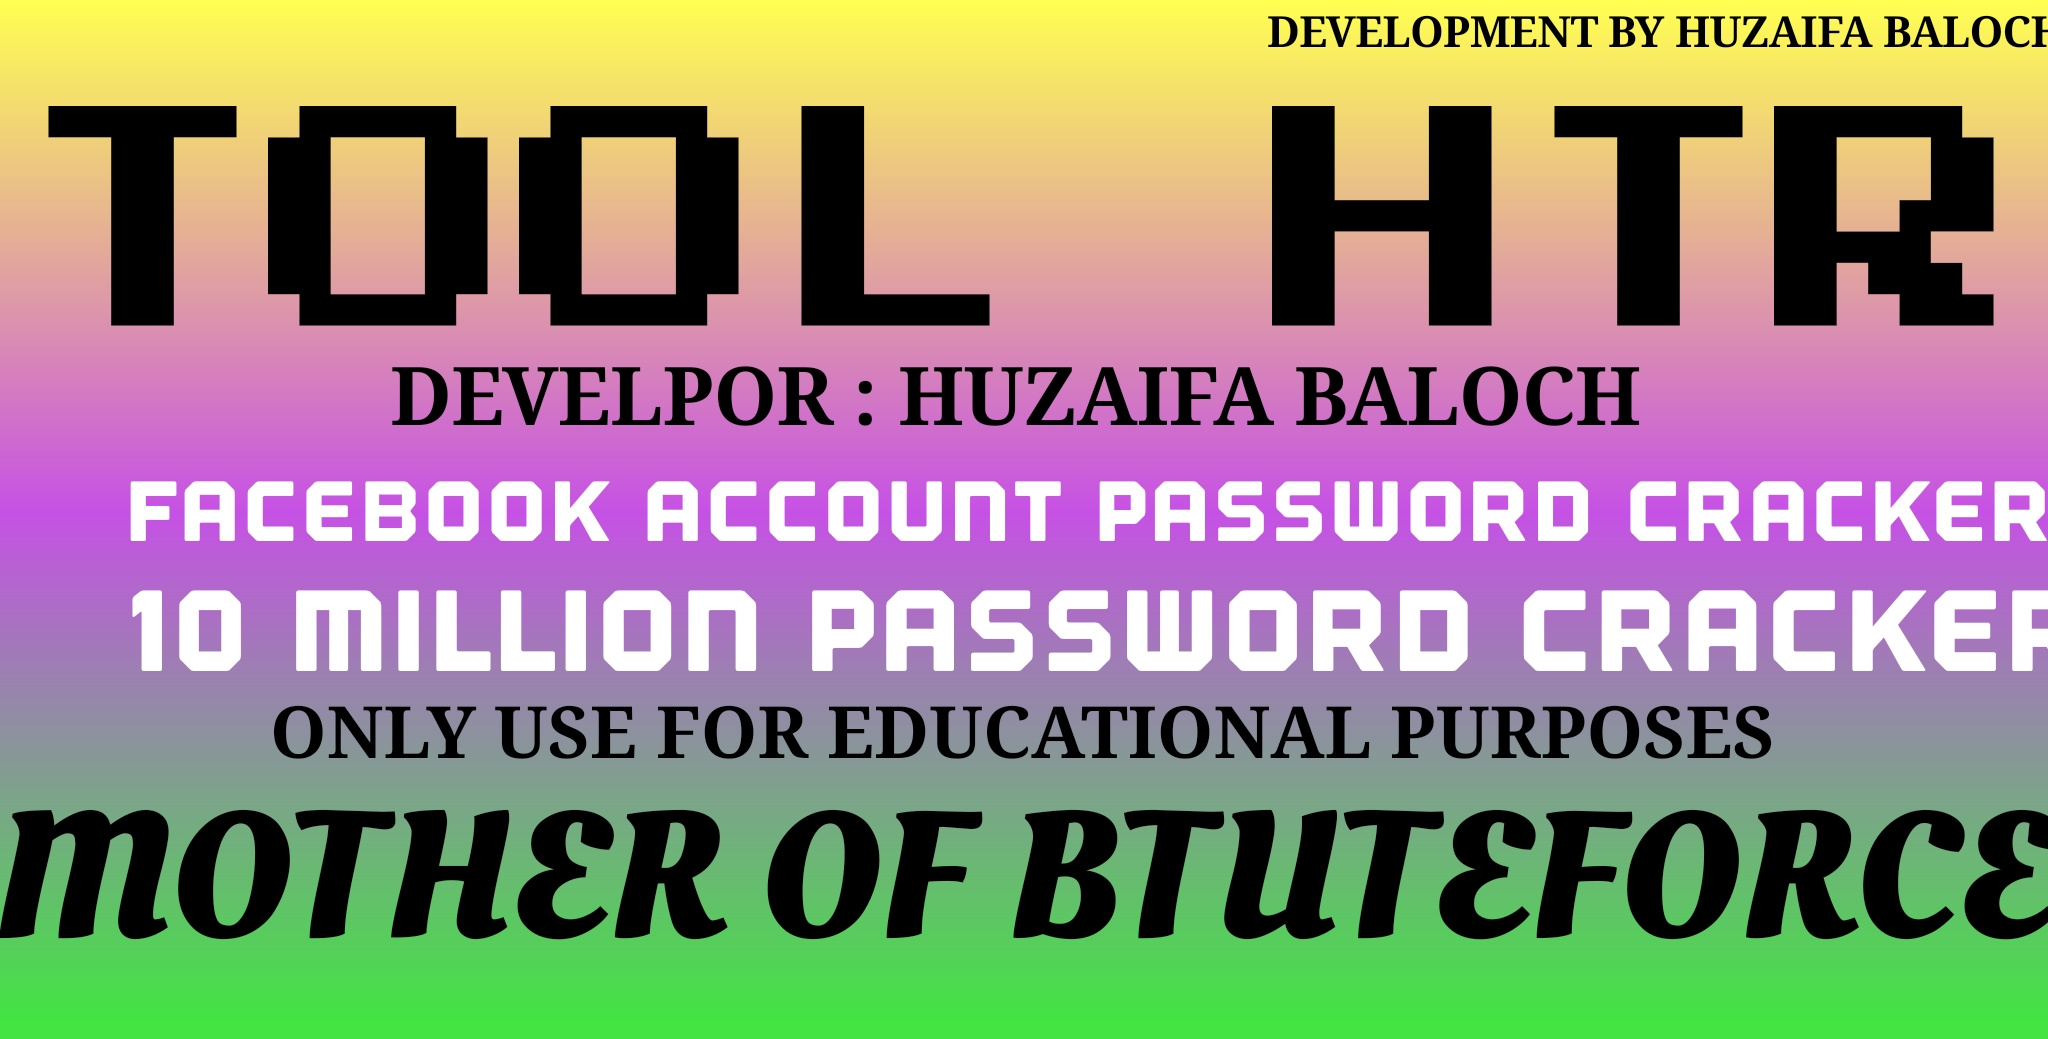 DEVELOPMENT BY HUZAIFA BALOCH
TOOL HTR
DEVELPOR : HUZAIFA BALOCH
FACEBOOK ACCOUNT PASSWORD CRACKER
10 MILLION PASSWORD CRACKER
ONLY USE FOR EDUCATIONAL PURPOSES
MOTHER OF BTUTEFORCE